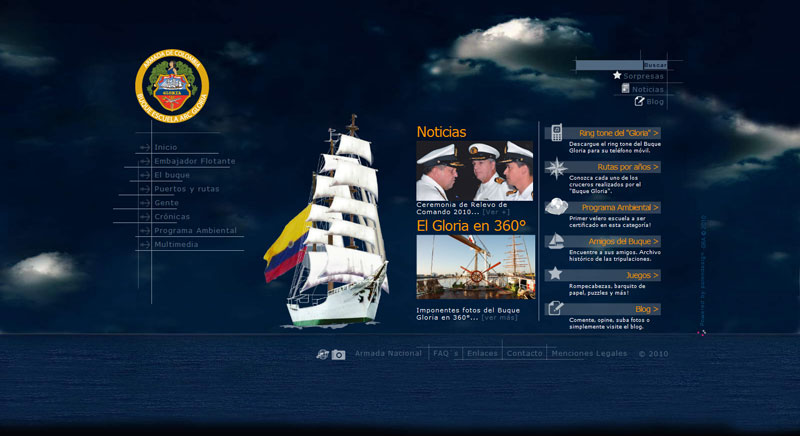 ARMADA DE COLOMBIA
GLORIA
BUQUE ESCUELA ARC GLORIA
Buscar
Sorpresas
Noticias
Blog
Inicio
Embajador Flotante
El buque
Puertos y rutas
Gente
Crónicas
Programa Ambiental
Multimedia
Noticias
Ceremonia de Relevo de
Comando 2010... [Ver +]
El Gloria en 360°
Imponentes fotos del Buque
Gloria en 360°... [ver más]
Ring tone del "Gloria" >
Descargue el ring tone del Buque
Gloria para su teléfono móvil.
Rutas por años >
Conozca cada uno de los
cruceros realizados por el
"Buque Gloria".
Programa Ambiental >
Primer velero escuela a ser
certificado en esta categoría!
Amigos del Buque >
Encuentre a sus amigos. Archivo
histórico de las tripulaciones.
Juegos >
Rompecabezas, barquito de
papel, puzzles y más!
Blog >
Comente, opine, suba fotos o
simplemente visite el blog.
Armada Nacional
FAQ´s
Enlaces
Contacto
Menciones Legales
© 2010